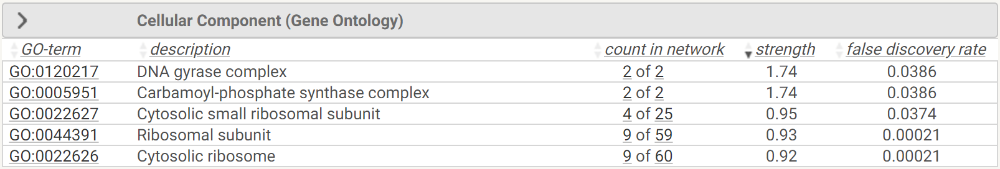 Cellular Component (Gene Ontology)
GO-term description count in network strength false discovery rate
GO:0120217 DNA gyrase complex 2 of 2 1.74 0.0386
GO:0005951 Carbamoyl-phosphate synthase complex 2 of 2 1.74 0.0386
GO:0022627 Cytosolic small ribosomal subunit 4 of 25 0.95 0.0374
GO:0044391 Ribosomal subunit 9 of 59 0.93 0.00021
GO:0022626 Cytosolic ribosome 9 of 60 0.92 0.00021